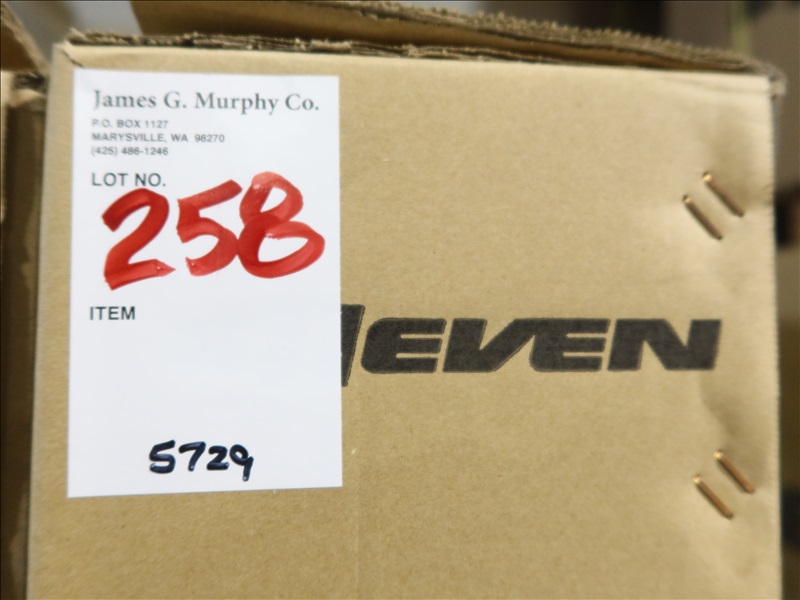 James G. Murphy Co.
P.O. BOX 1127
MARYSVILLE, WA 98270
(425) 486-1246
LOT NO.
258
ITEM
EVEN
5729